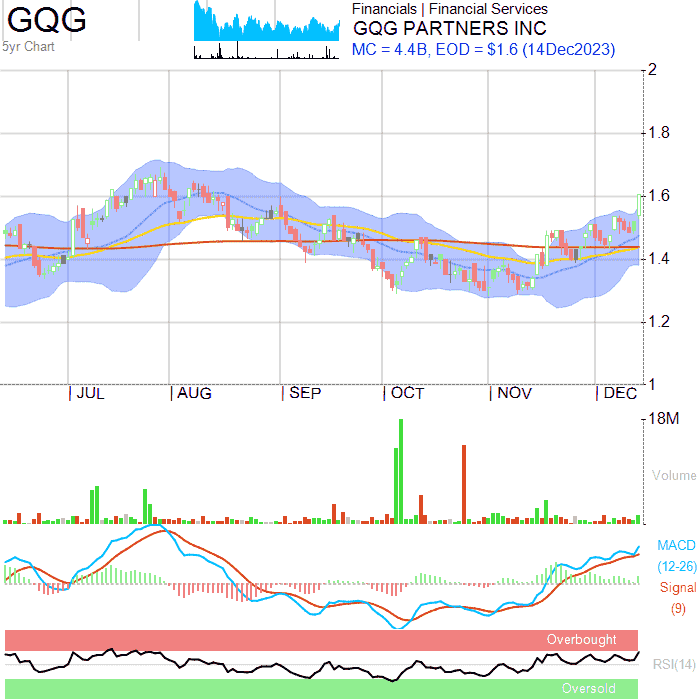 GQG
5yr Chart
Financials | Financial Services
GQG PARTNERS INC
MC = 4.4B, EOD = $1.6 (14Dec2023)
2
1.8
1.6
1.4
1.2
1
JUL AUG SEP OCT NOV DEC
18M
Volume
MACD
(12-26)
Signal
(9)
Overbought
RSI(14)
Oversold